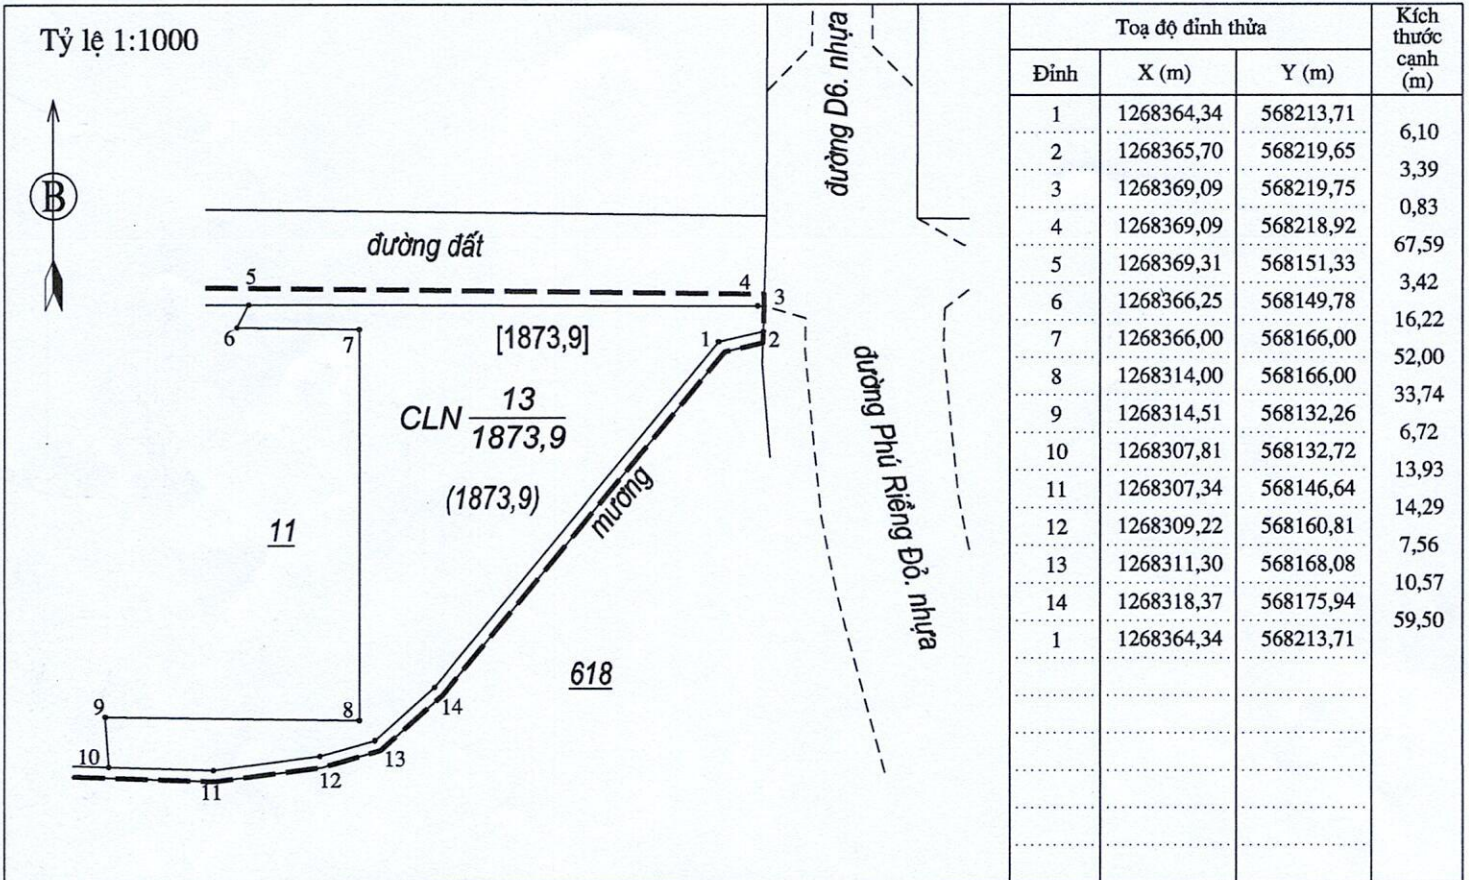 Tỷ lệ 1:1000
B
đường D6. nhựa
đường đất
5
4
3
6
7
[1873,9]
1
2
CLN 13
1873,9
(1873,9)
mương
đường Phú Riềng Đỏ. nhựa
11
618
9
8
14
10
13
12
11
Toạ độ đỉnh thửa
Kích
thước
cạnh
(m)
Đỉnh X (m) Y (m)
1 1268364,34 568213,71
6,10
2 1268365,70 568219,65
3,39
3 1268369,09 568219,75
0,83
4 1268369,09 568218,92
67,59
5 1268369,31 568151,33
3,42
6 1268366,25 568149,78
16,22
7 1268366,00 568166,00
52,00
8 1268314,00 568166,00
33,74
9 1268314,51 568132,26
6,72
10 1268307,81 568132,72
13,93
11 1268307,34 568146,64
14,29
12 1268309,22 568160,81
7,56
13 1268311,30 568168,08
10,57
14 1268318,37 568175,94
59,50
1 1268364,34 568213,71